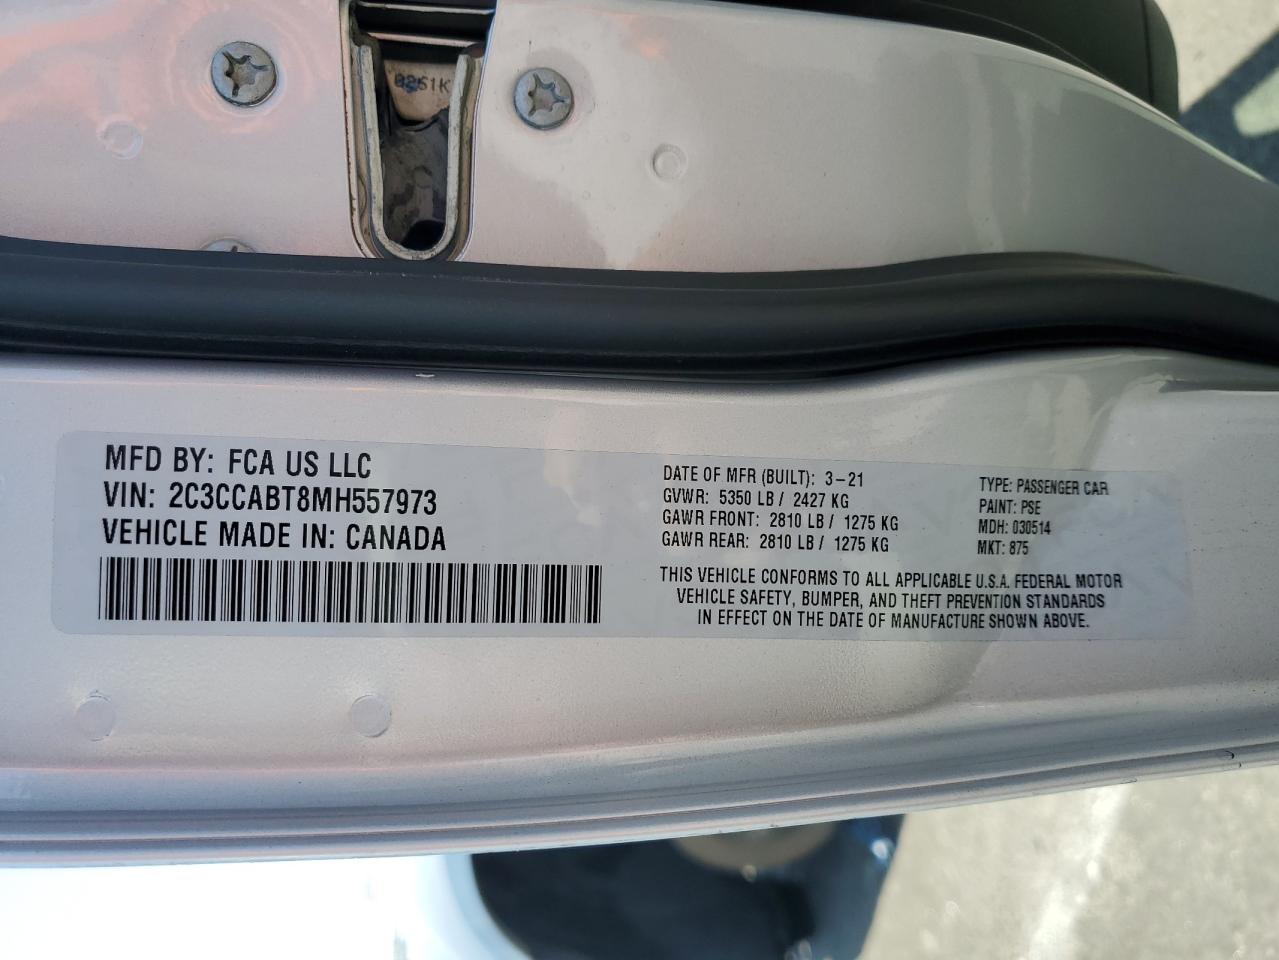 0251K
MFD BY: FCA US LLC
VIN: 2C3CCABT8MH557973
VEHICLE MADE IN: CANADA
DATE OF MFR (BUILT): 3-21
GVWR: 5350 LB / 2427 KG
GAWR FRONT: 2810 LB / 1275 KG
GAWR REAR: 2810 LB / 1275 KG
TYPE: PASSENGER CAR
PAINT: PSE
MDH: 030514
MKT: 875
THIS VEHICLE CONFORMS TO ALL APPLICABLE U.S.A. FEDERAL MOTOR
VEHICLE SAFETY, BUMPER, AND THEFT PREVENTION STANDARDS
IN EFFECT ON THE DATE OF MANUFACTURE SHOWN ABOVE.